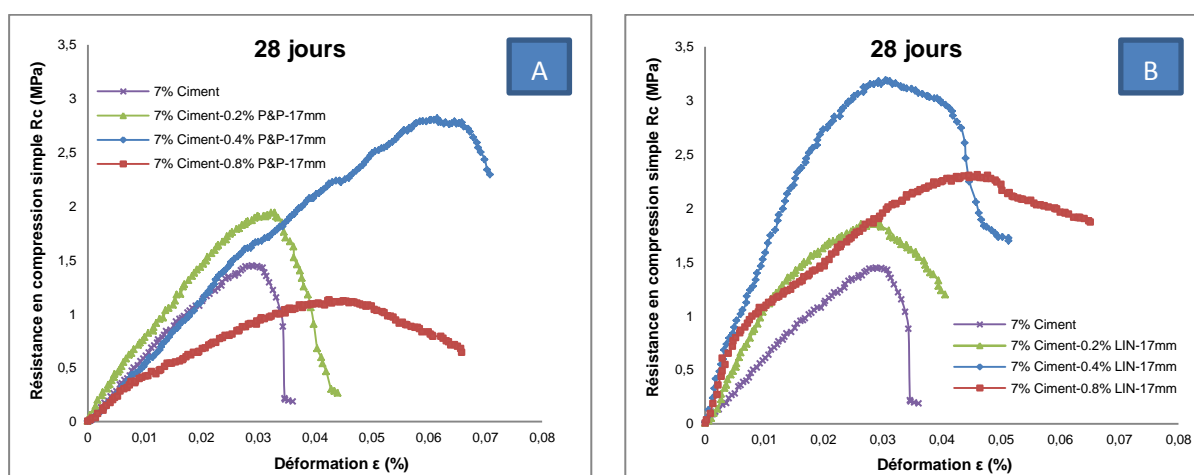 28 jours
A
Résistance en compression simple Rc (MPa)
3,5
3
2,5
2
1,5
1
0,5
0
7% Ciment
7% Ciment-0.2% P&P-17mm
7% Ciment-0.4% P&P-17mm
7% Ciment-0.8% P&P-17mm
0
0,01
0,02
0,03
0,04
0,05
0,06
0,07
0,08
Déformation ε (%)
28 jours
B
Résistance en compression simple Rc (MPa)
3,5
3
2,5
2
1,5
1
0,5
0
7% Ciment
7% Ciment-0.2% LIN-17mm
7% Ciment-0.4% LIN-17mm
7% Ciment-0.8% LIN-17mm
0
0,01
0,02
0,03
0,04
0,05
0,06
0,07
0,08
Déformation ε (%)